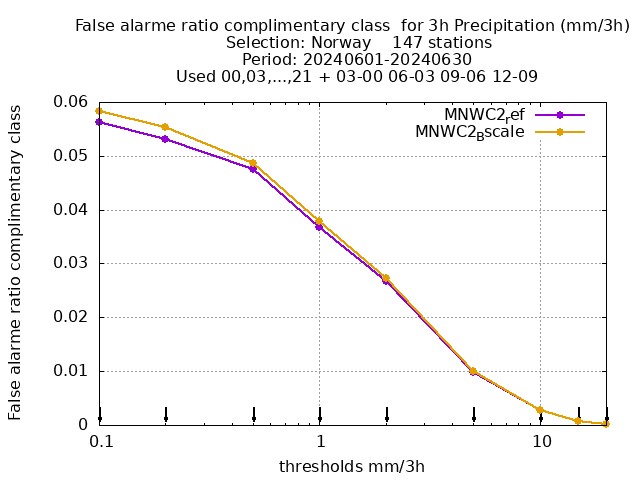 False alarme ratio complimentary class  for 3h Precipitation (mm/3h)
Selection: Norway    147 stations
Period: 20240601-20240630
Used 00,03,...,21 + 03-00 06-03 09-06 12-09
False alarme ratio complimentary class
0.06
0.05
0.04
0.03
0.02
0.01
0
MNWC2ref
MNWC2Bscale
0.1 1 10
thresholds mm/3h